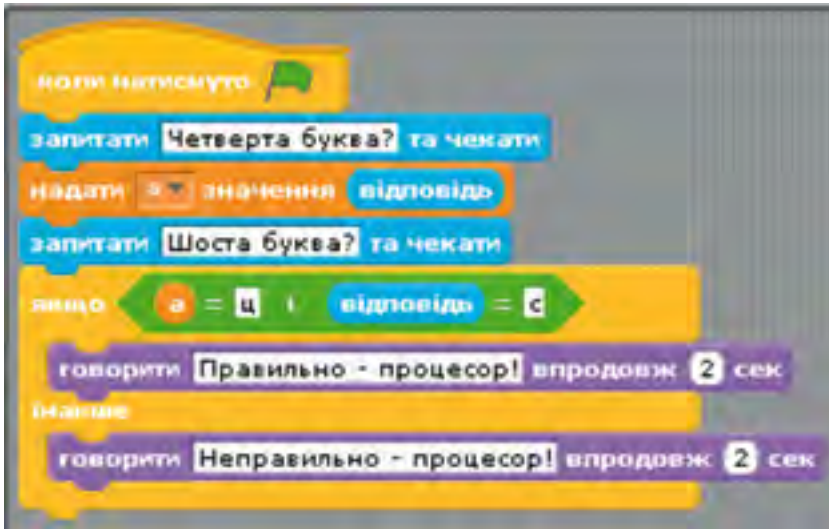 коли натиснуто
запитати Четверта буква? та чекати
надати a значення відповідь
запитати Шоста буква? та чекати
якщо a = ц і відповідь = с
говорити Правильно - процесор! впродовж 2 сек
інакше
говорити Неправильно - процесор! впродовж 2 сек